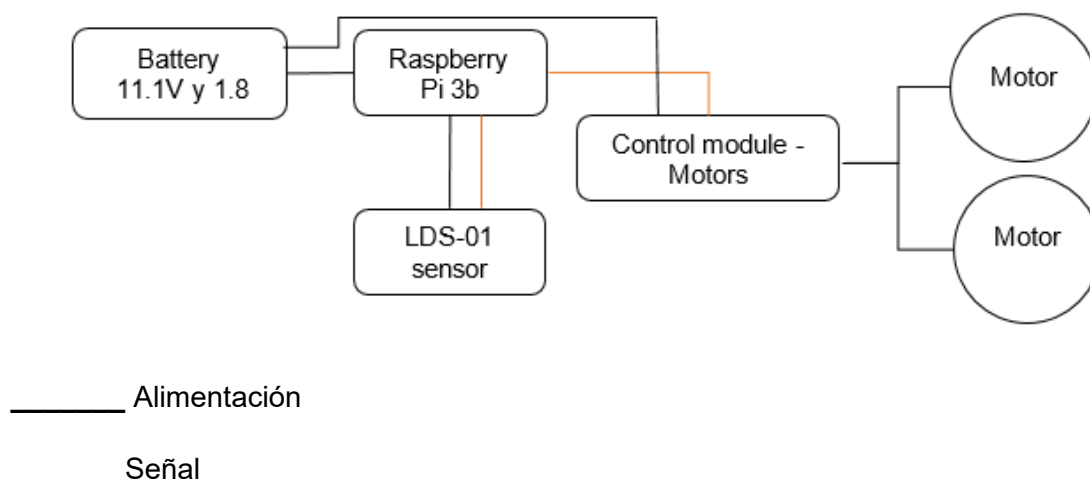 Battery
11.1V y 1.8
Raspberry
Pi 3b
Motor
Control module -
Motors
LDS-01
sensor
Motor
Alimentación
Señal